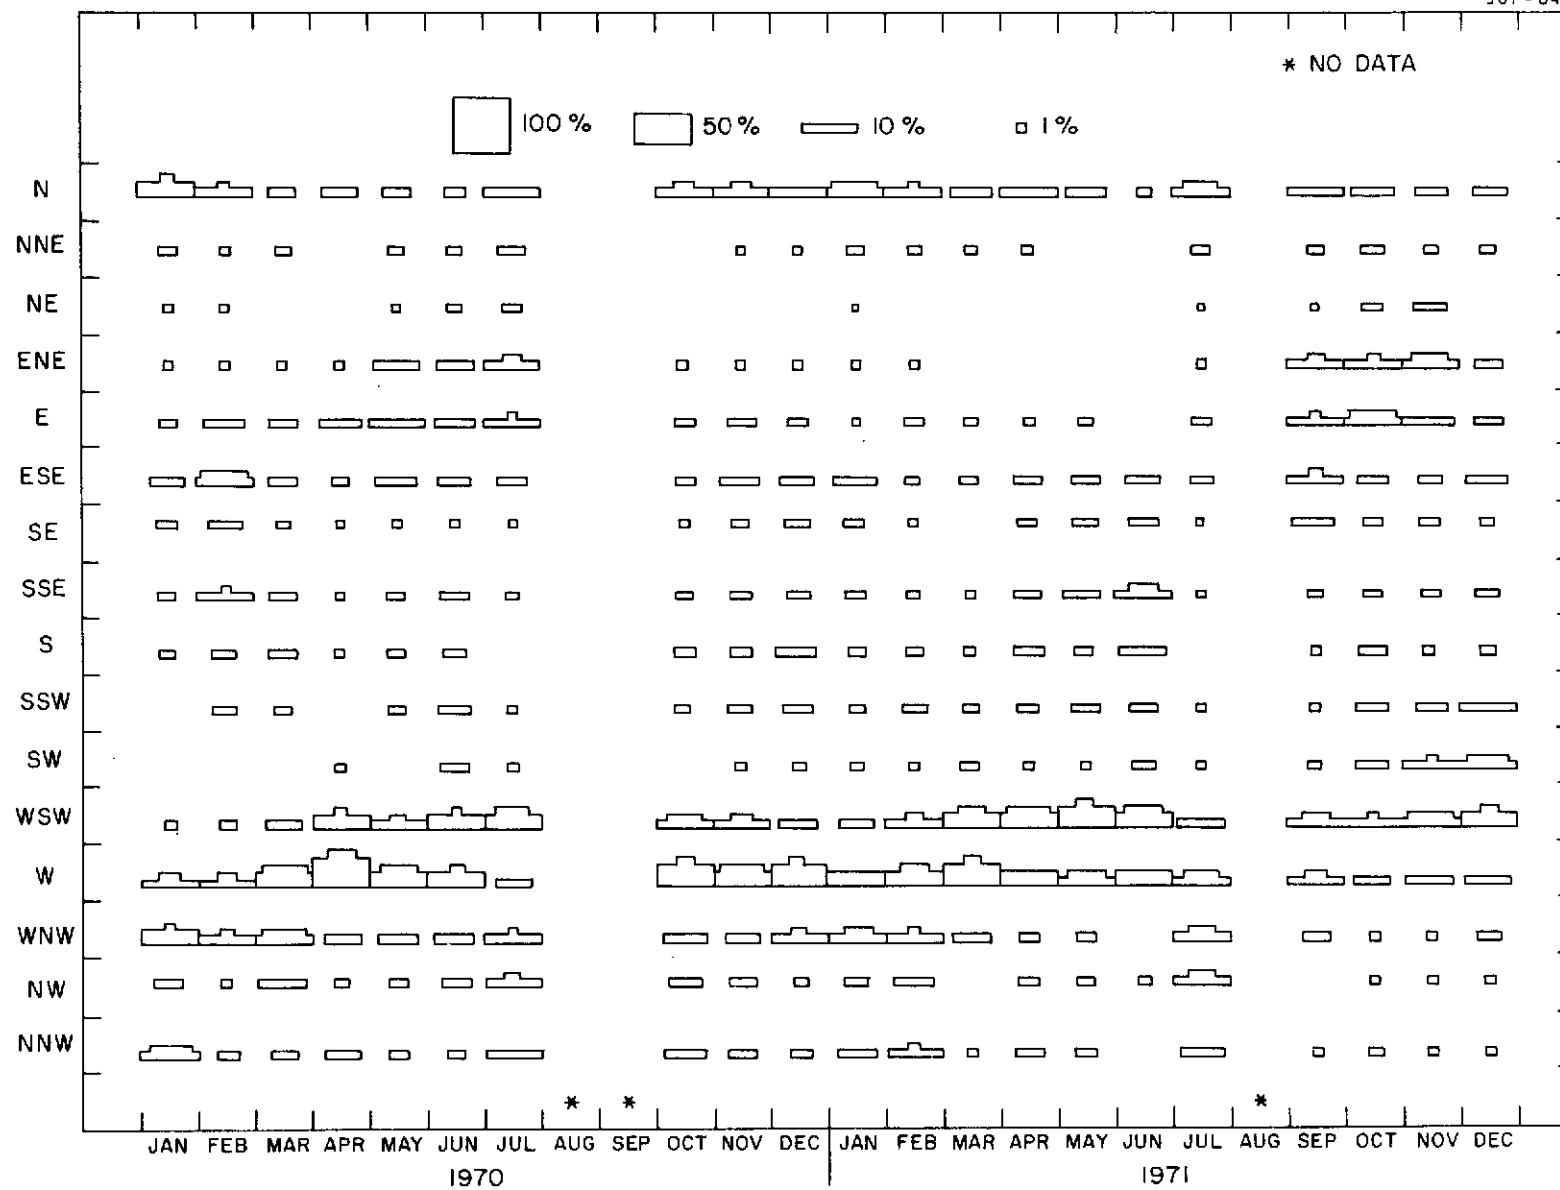 * NO DATA
100 % 50 % 10 % 1 %
N
NNE
NE
ENE
E
ESE
SE
SSE
S
SSW
SW
WSW
W
WNW
NW
NNW
* * *
JAN FEB MAR APR MAY JUN JUL AUG SEP OCT NOV DEC JAN FEB MAR APR MAY JUN JUL AUG SEP OCT NOV DEC
1970 1971